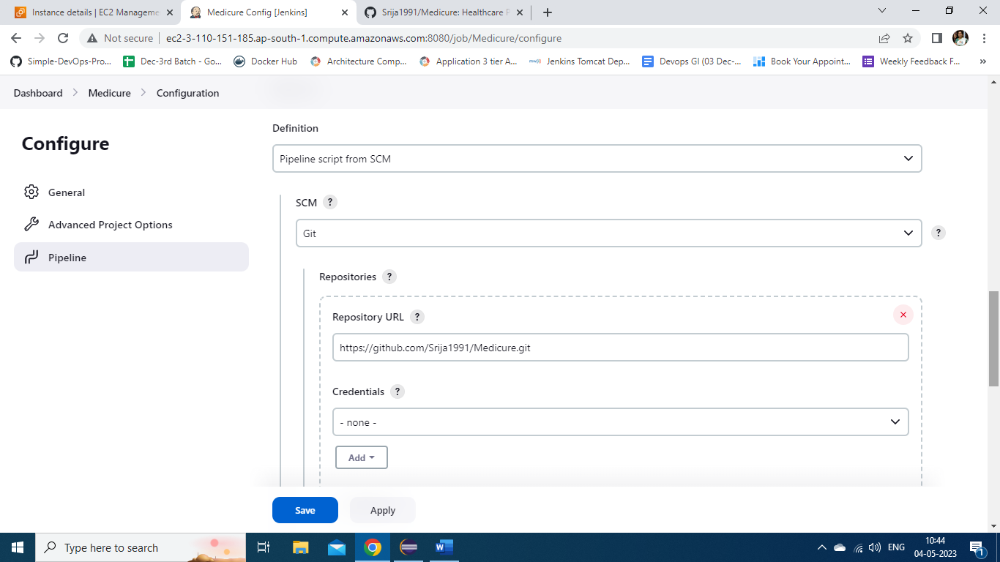 Instance details | EC2 Manageme
Medicure Config [Jenkins]
Srija1991/Medicure: Healthcare P
Not secure
ec2-3-110-151-185.ap-south-1.compute.amazonaws.com:8080/job/Medicure/configure
Simple-DevOps-Pro...
Dec-3rd Batch - Go...
Docker Hub
Architecture Comp...
Application 3 tier A...
Jenkins Tomcat Dep...
Devops GI (03 Dec-...
Book Your Appoint...
Weekly Feedback F...
»
Dashboard > Medicure > Configuration
Configure
General
Advanced Project Options
Pipeline
Definition
Pipeline script from SCM
SCM ?
Git
?
Repositories ?
Repository URL ?
https://github.com/Srija1991/Medicure.git
Credentials ?
- none -
Add
Save
Apply
Type here to search
ENG
10:44
04-05-2023
1